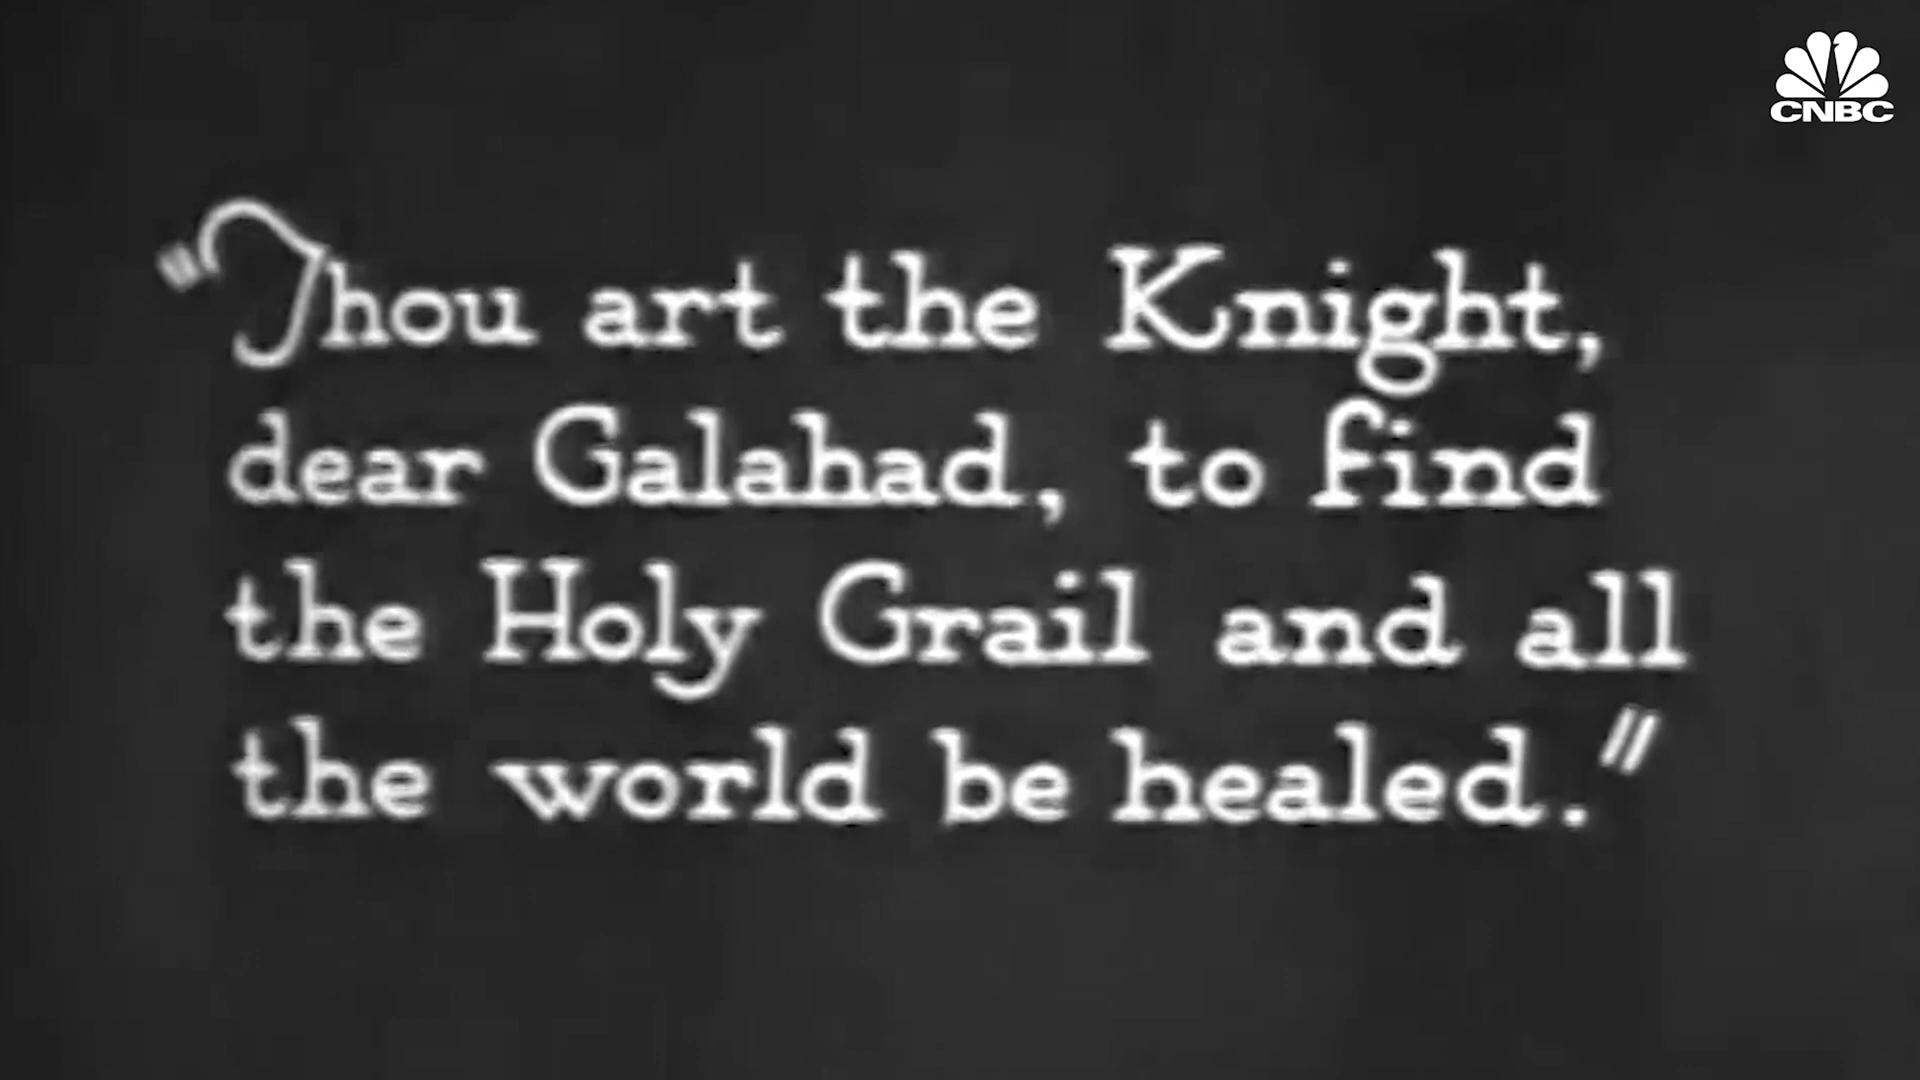 CNBC
"Thou art the Knight,
dear Galahad, to find
the Holy Grail and all
the world be healed."